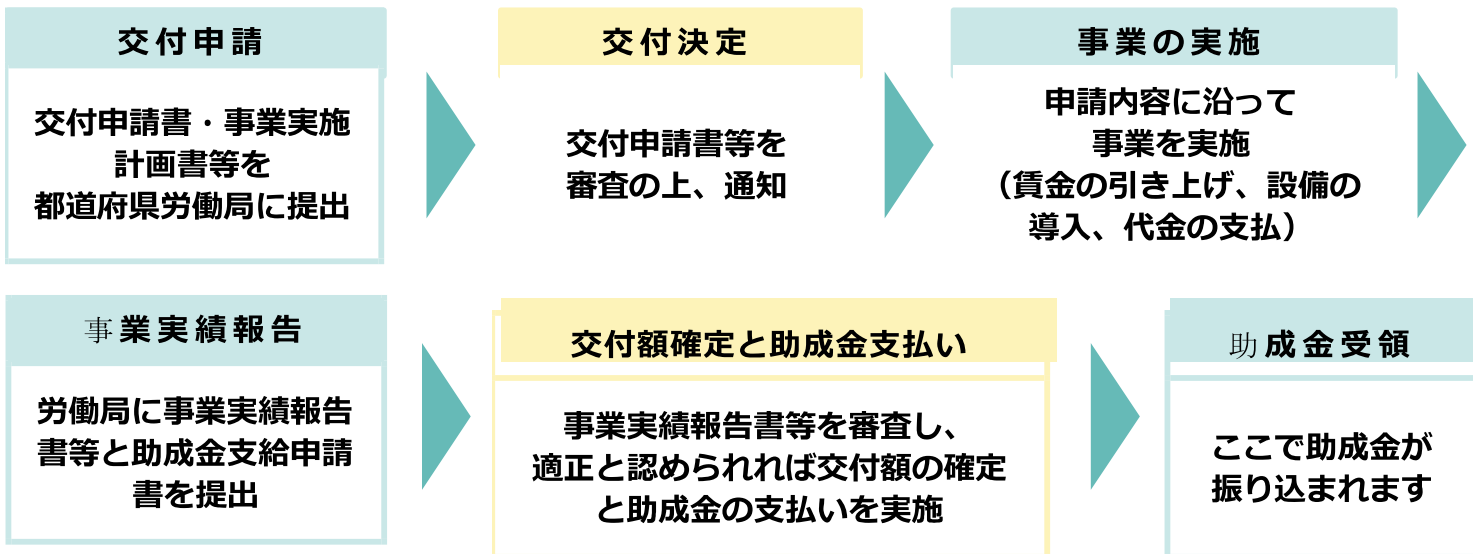 交付申請
交付申請書・事業実施
計画書等を
都道府県労働局に提出
交付決定
交付申請書等を
審査の上、通知
事業の実施
申請内容に沿って
事業を実施
（賃金の引き上げ、設備の
導入、代金の支払）
事業実績報告
労働局に事業実績報告
書等と助成金支給申請
書を提出
交付額確定と助成金支払い
事業実績報告書等を審査し、
適正と認められれば交付額の確定
と助成金の支払いを実施
助成金受領
ここで助成金が
振り込まれます